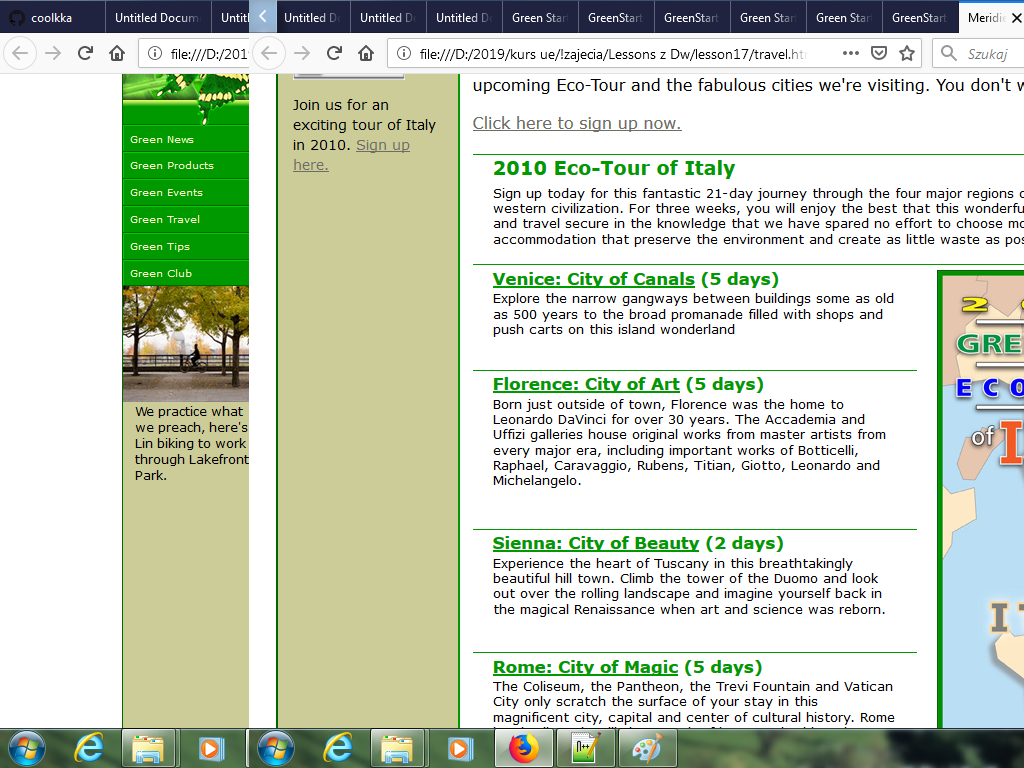 coolkka
Untitled Docum
Untitl
Untitled D
Untitled D
Untitled D
Green Star
GreenStart
GreenStart
Green Star
Green Star
GreenStart
Meridie
file:///D:/2019
file:///D:/2019/kurs ue/!zajecia/Lessons z Dw/lesson17/travel.ht
Szukaj
Green News
Green Products
Green Events
Green Travel
Green Tips
Green Club
We practice what
we preach, here's
Lin biking to work
through Lakefront
Park.
Join us for an
exciting tour of Italy
in 2010. Sign up
here.
upcoming Eco-Tour and the fabulous cities we're visiting. You don't w
Click here to sign up now.
2010 Eco-Tour of Italy
Sign up today for this fantastic 21-day journey through the four major regions o
western civilization. For three weeks, you will enjoy the best that this wonderfu
and travel secure in the knowledge that we have spared no effort to choose mo
accommodation that preserve the environment and create as little waste as pos
Venice: City of Canals (5 days)
Explore the narrow gangways between buildings some as old
as 500 years to the broad promanade filled with shops and
push carts on this island wonderland
Florence: City of Art (5 days)
Born just outside of town, Florence was the home to
Leonardo DaVinci for over 30 years. The Accademia and
Uffizi galleries house original works from master artists from
every major era, including important works of Botticelli,
Raphael, Caravaggio, Rubens, Titian, Giotto, Leonardo and
Michelangelo.
Sienna: City of Beauty (2 days)
Experience the heart of Tuscany in this breathtakingly
beautiful hill town. Climb the tower of the Duomo and look
out over the rolling landscape and imagine yourself back in
the magical Renaissance when art and science was reborn.
Rome: City of Magic (5 days)
The Coliseum, the Pantheon, the Trevi Fountain and Vatican
City only scratch the surface of your stay in this
magnificent city, capital and center of cultural history. Rome
2
GRE
ECO
of I
I T